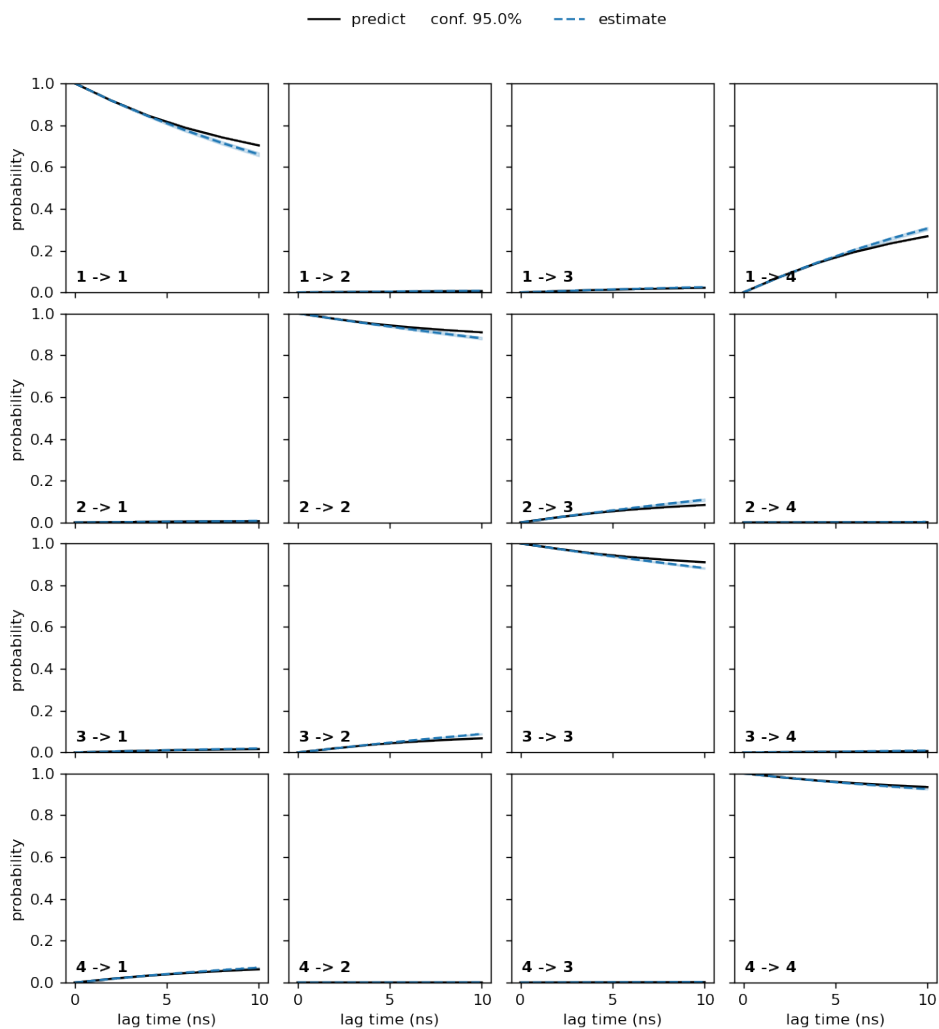 predict conf. 95.0% estimate
1.0
0.8
0.6
0.4
0.2
0.0
probability
1 -> 1
1 -> 2
1 -> 3
1 -> 4
1.0
0.8
0.6
0.4
0.2
0.0
probability
2 -> 1
2 -> 2
2 -> 3
2 -> 4
1.0
0.8
0.6
0.4
0.2
0.0
probability
3 -> 1
3 -> 2
3 -> 3
3 -> 4
1.0
0.8
0.6
0.4
0.2
0.0
probability
4 -> 1
4 -> 2
4 -> 3
4 -> 4
0 5 10 0 5 10 0 5 10 0 5 10
lag time (ns) lag time (ns) lag time (ns) lag time (ns)